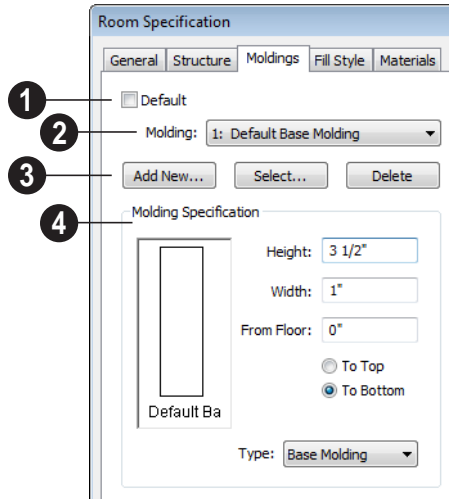 Room Specification
General Structure Moldings Fill Style Materials
1 Default
2 Molding: 1: Default Base Molding
3 Add New... Select... Delete
4 Molding Specification
Height: 3 1/2"
Width: 1"
From Floor: 0"
To Top
To Bottom
Default Ba
Type: Base Molding